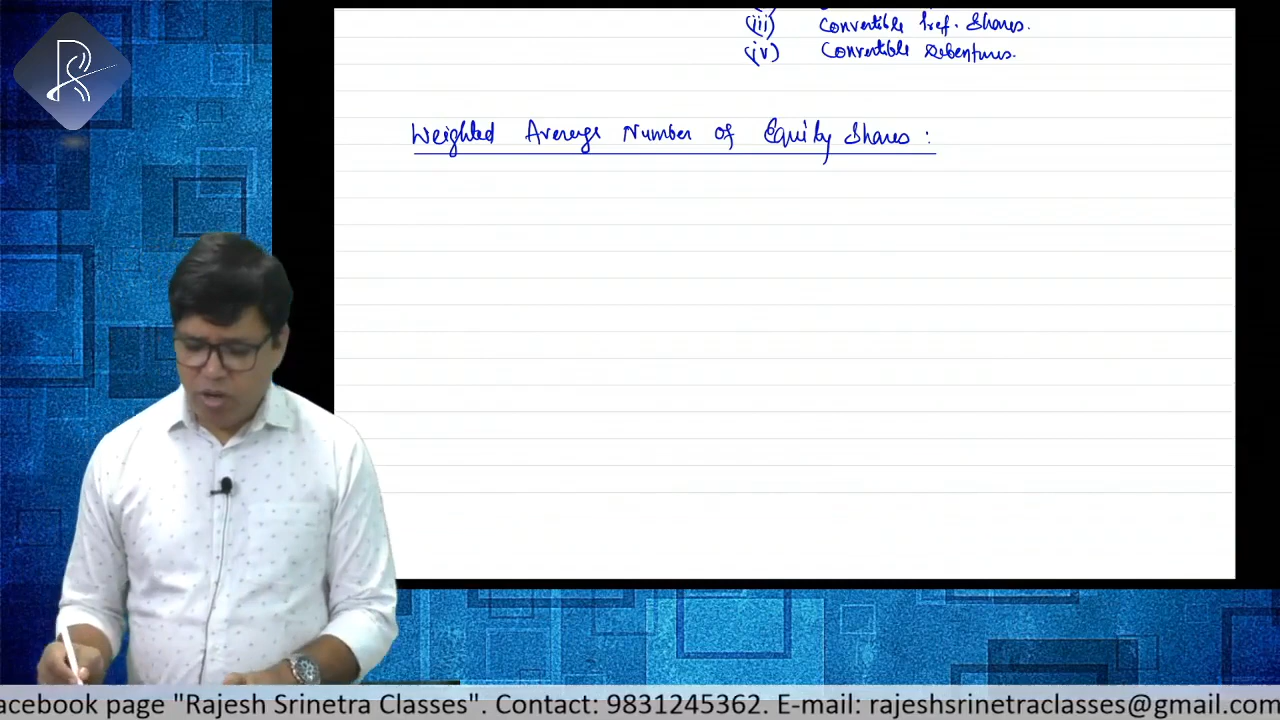 (iii) Convertible Pref. Shares.
(iv) Convertible Debentures.
Weighted Average Number of Equity Shares :
RS
acebook page "Rajesh Srinetra Classes". Contact: 9831245362. E-mail: rajeshsrinetraclasses@gmail.com